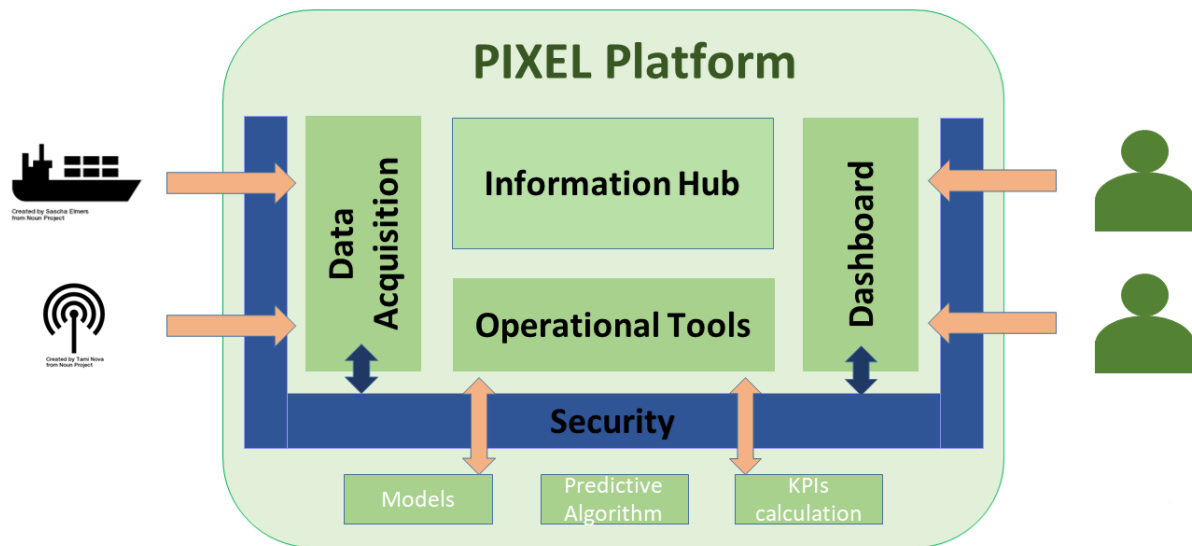 PIXEL Platform
Created by Sascha Elmers
from Noun Project
Created by Tami Nova
from Noun Project
Data
Acquisition
Information Hub
Operational Tools
Dashboard
Security
Models
Predictive
Algorithm
KPIs
calculation